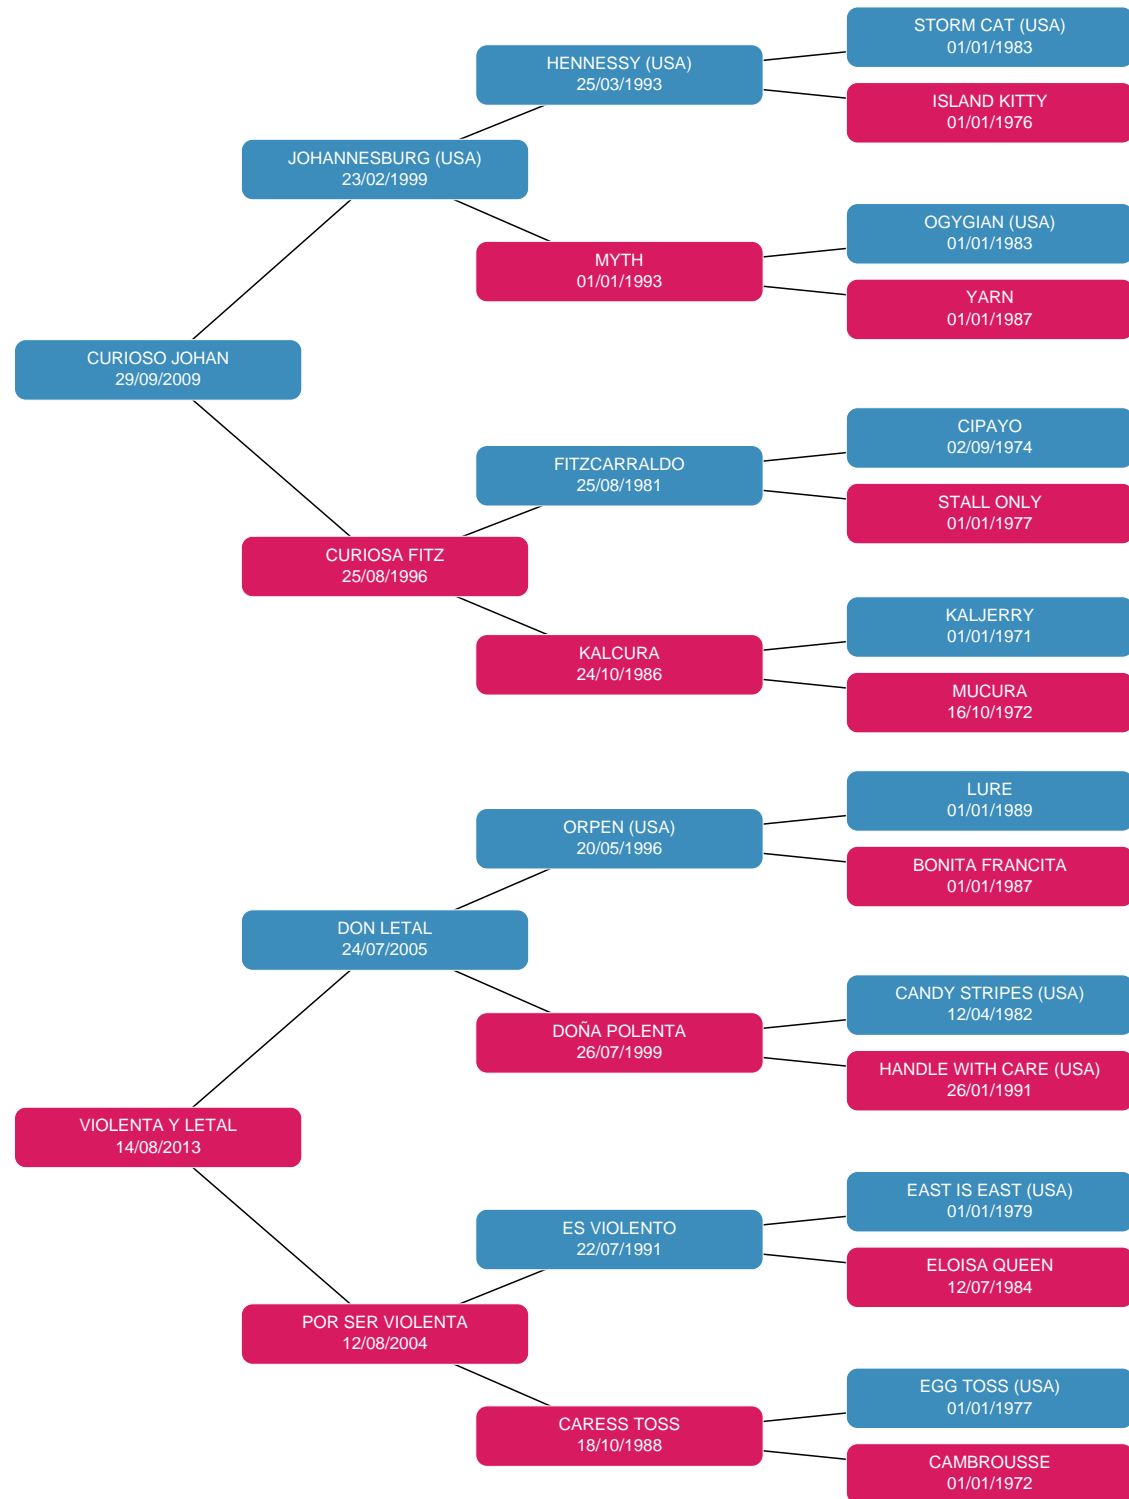 STORM CAT (USA)
01/01/1983
HENNESSY (USA)
25/03/1993
ISLAND KITTY
01/01/1976
JOHANNESBURG (USA)
23/02/1999
OGYGIAN (USA)
01/01/1983
MYTH
01/01/1993
YARN
01/01/1987
CURIOSO JOHAN
29/09/2009
CIPAYO
02/09/1974
FITZCARRALDO
25/08/1981
STALL ONLY
01/01/1977
CURIOSA FITZ
25/08/1996
KALJERRY
01/01/1971
KALCURA
24/10/1986
MUCURA
16/10/1972
LURE
01/01/1989
ORPEN (USA)
20/05/1996
BONITA FRANCITA
01/01/1987
DON LETAL
24/07/2005
CANDY STRIPES (USA)
12/04/1982
DOÑA POLENTA
26/07/1999
HANDLE WITH CARE (USA)
26/01/1991
VIOLENTA Y LETAL
14/08/2013
EAST IS EAST (USA)
01/01/1979
ES VIOLENTO
22/07/1991
ELOISA QUEEN
12/07/1984
POR SER VIOLENTA
12/08/2004
EGG TOSS (USA)
01/01/1977
CARESS TOSS
18/10/1988
CAMBROUSSE
01/01/1972